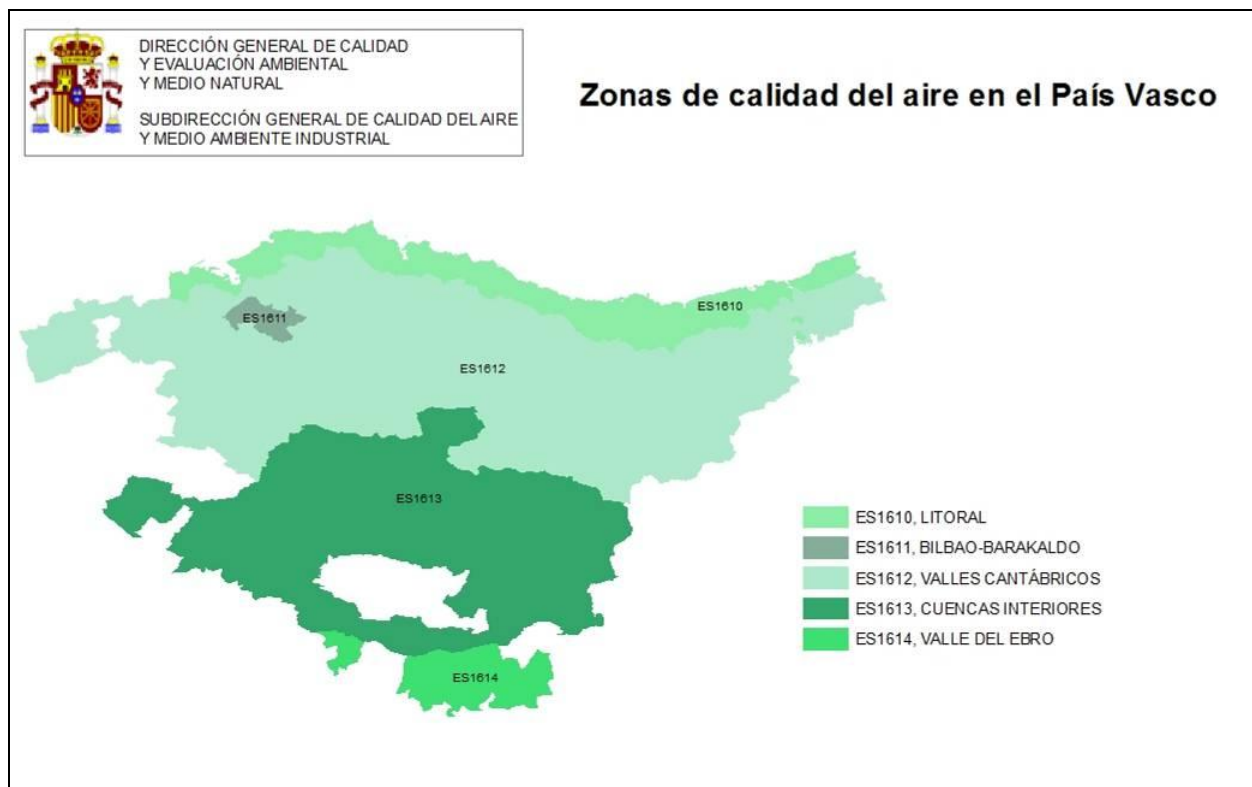 DIRECCIÓN GENERAL DE CALIDAD
Y EVALUACIÓN AMBIENTAL
Y MEDIO NATURAL
SUBDIRECCIÓN GENERAL DE CALIDAD DEL AIRE
Y MEDIO AMBIENTE INDUSTRIAL
Zonas de calidad del aire en el País Vasco
ES1610
ES1611
ES1612
ES1613
ES1614
ES1610, LITORAL
ES1611, BILBAO-BARAKALDO
ES1612, VALLES CANTÁBRICOS
ES1613, CUENCAS INTERIORES
ES1614, VALLE DEL EBRO